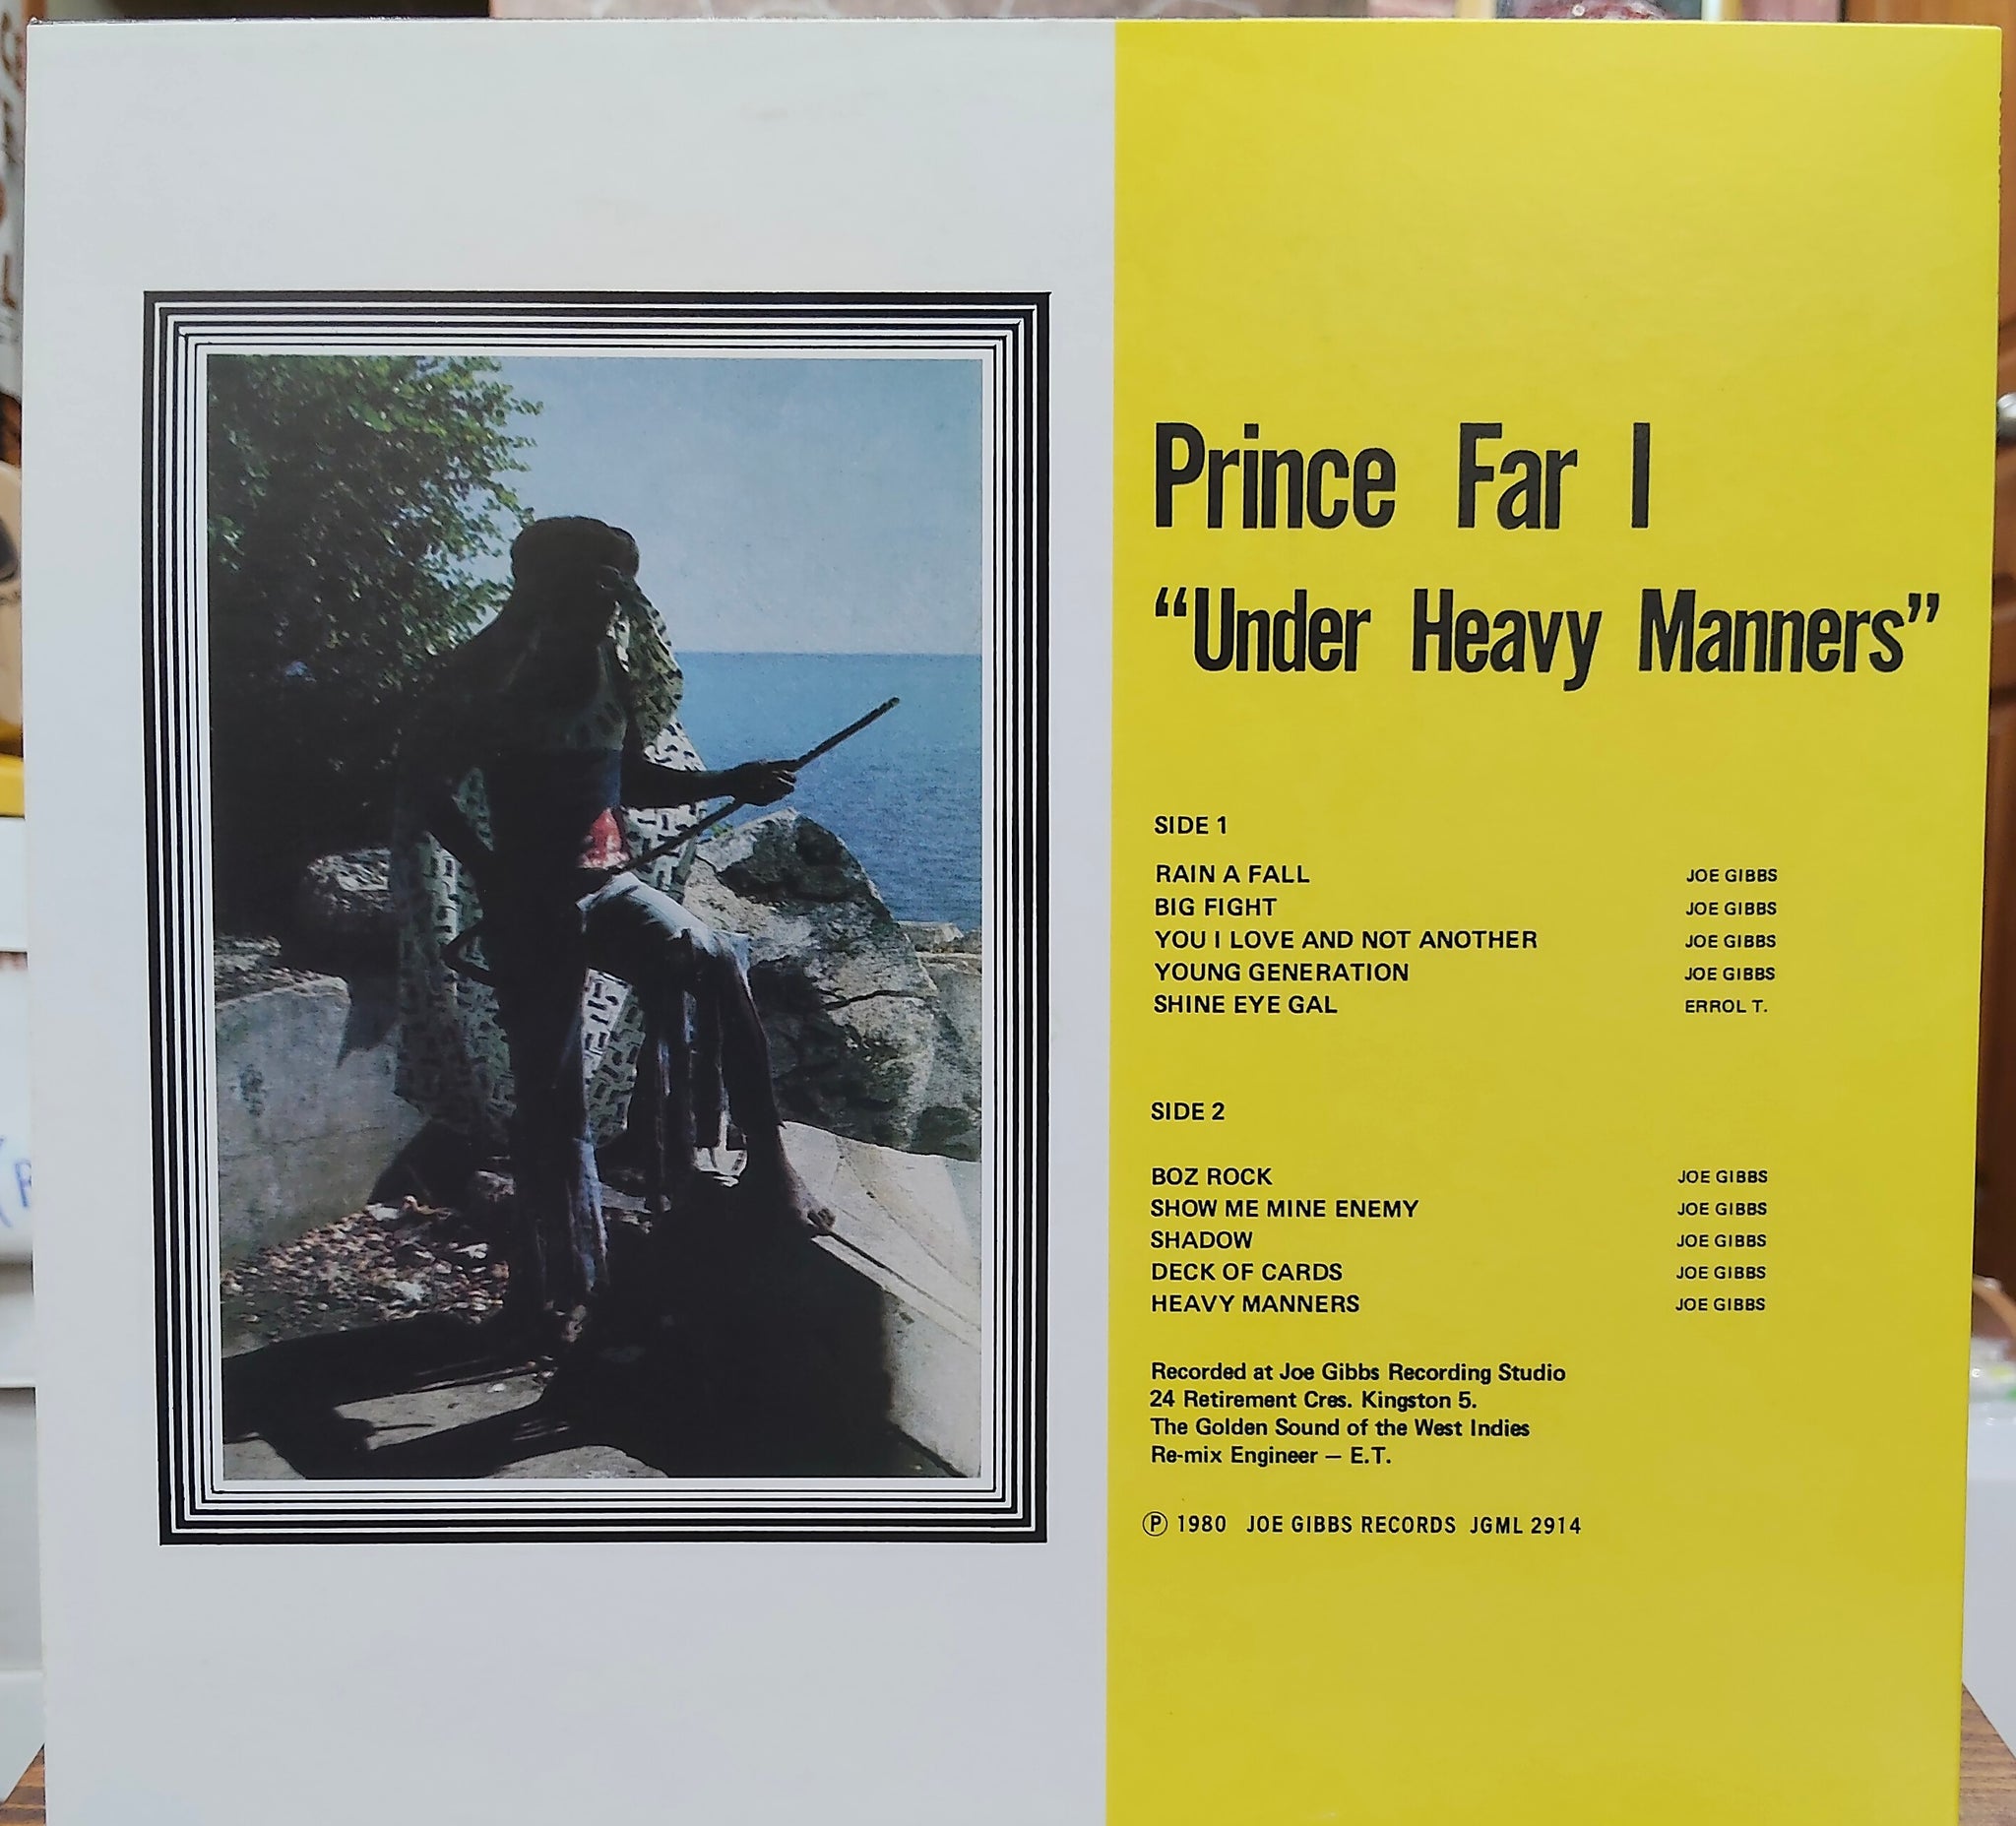 Prince Far I
“Under Heavy Manners”
SIDE 1
RAIN A FALL JOE GIBBS
BIG FIGHT JOE GIBBS
YOU I LOVE AND NOT ANOTHER JOE GIBBS
YOUNG GENERATION JOE GIBBS
SHINE EYE GAL ERROL T.
SIDE 2
BOZ ROCK JOE GIBBS
SHOW ME MINE ENEMY JOE GIBBS
SHADOW JOE GIBBS
DECK OF CARDS JOE GIBBS
HEAVY MANNERS JOE GIBBS
Recorded at Joe Gibbs Recording Studio
24 Retirement Cres. Kingston 5.
The Golden Sound of the West Indies
Re-mix Engineer — E.T.
Ⓟ 1980 JOE GIBBS RECORDS JGML 2914